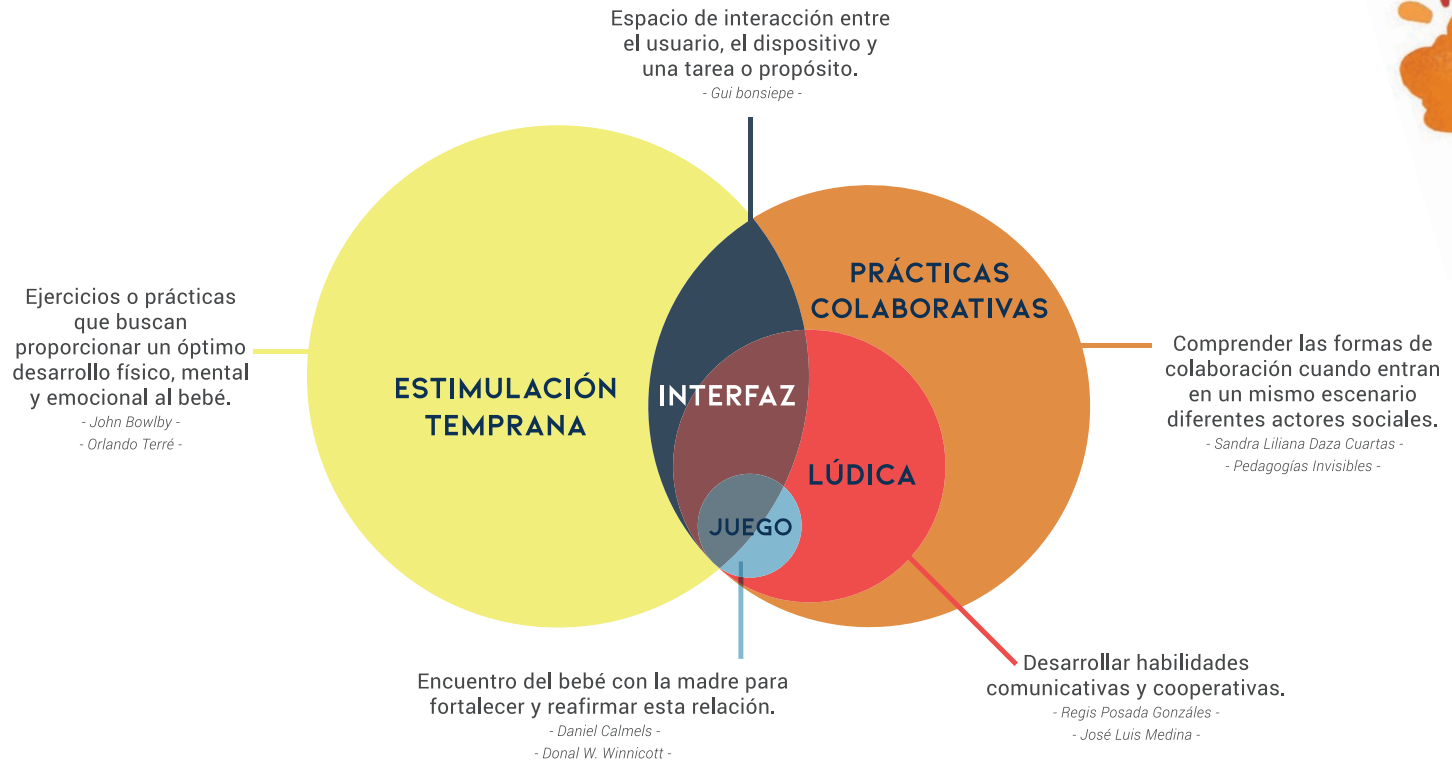 Espacio de interacción entre
el usuario, el dispositivo y
una tarea o propósito.
- Gui bonsiepe -
PRÁCTICAS
COLABORATIVAS
Ejercicios o prácticas
que buscan
proporcionar un óptimo
desarrollo físico, mental
y emocional al bebé.
- John Bowlby -
- Orlando Terré -
ESTIMULACIÓN
TEMPRANA
INTERFAZ
Comprender las formas de
colaboración cuando entran
en un mismo escenario
diferentes actores sociales.
- Sandra Liliana Daza Cuartas -
- Pedagogías Invisibles -
LÚDICA
JUEGO
Encuentro del bebé con la madre para
fortalecer y reafirmar esta relación.
- Daniel Calmels -
- Donal W. Winnicott -
Desarrollar habilidades
comunicativas y cooperativas.
- Regis Posada Gonzáles -
- José Luis Medina -